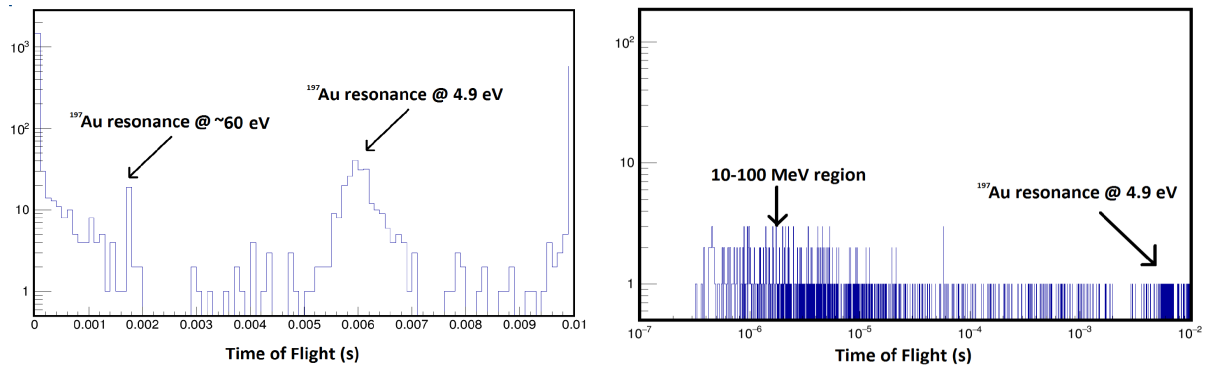 10³
10²
10
1
¹⁹⁷Au resonance @ ~60 eV
¹⁹⁷Au resonance @ 4.9 eV
0 0.001 0.002 0.003 0.004 0.005 0.006 0.007 0.008 0.009 0.01
Time of Flight (s)
10²
10
1
10-100 MeV region
¹⁹⁷Au resonance @ 4.9 eV
10⁻⁷ 10⁻⁶ 10⁻⁵ 10⁻⁴ 10⁻³ 10⁻²
Time of Flight (s)